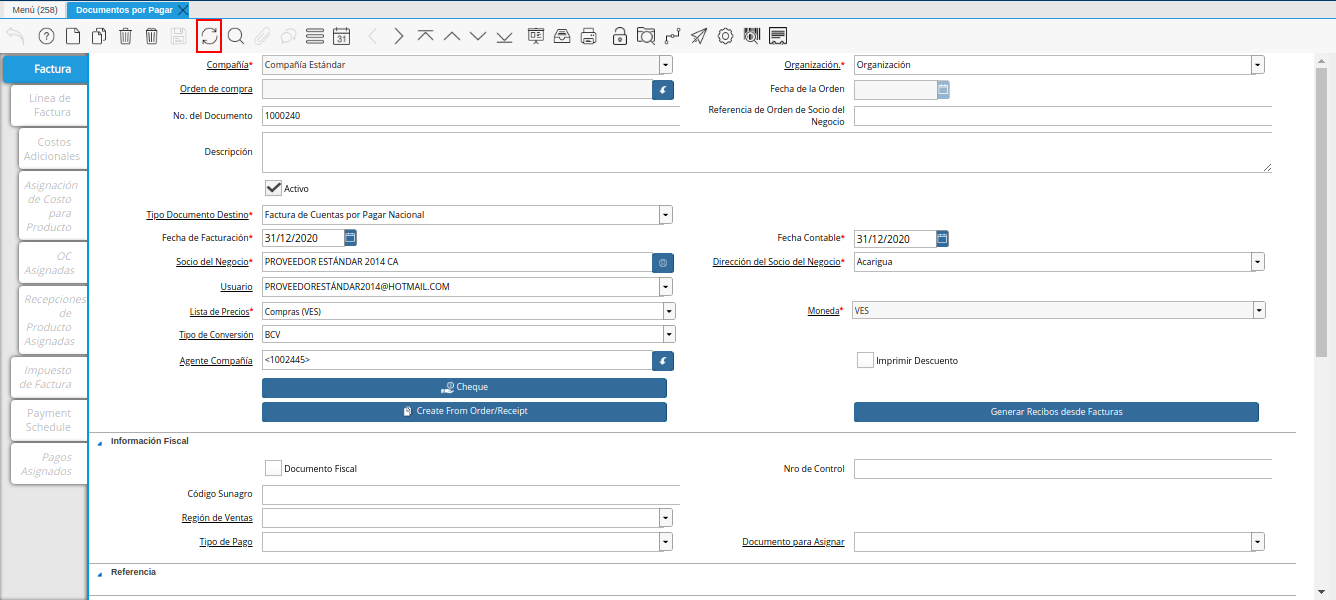 Menú (258)
Documentos por Pagar
31
Factura
Línea de
Factura
Costos
Adicionales
Asignación
de Costo
para
Producto
OC
Asignadas
Recepciones
de
Producto
Asignadas
Impuesto
de Factura
Payment
Schedule
Pagos
Asignados
Compañía* Compañía Estándar Organización.* Organización
Orden de compra Fecha de la Orden
No. del Documento 1000240 Referencia de Orden de Socio del
Negocio
Descripción
Activo
Tipo Documento Destino* Factura de Cuentas por Pagar Nacional
Fecha de Facturación* 31/12/2020 Fecha Contable* 31/12/2020
Socio del Negocio* PROVEEDOR ESTÁNDAR 2014 CA Dirección del Socio del Negocio* Acarigua
Usuario PROVEEDORESTÁNDAR2014@HOTMAIL.COM
Lista de Precios* Compras (VES) Moneda* VES
Tipo de Conversión BCV
Agente Compañía <1002445> Imprimir Descuento
Cheque
Create From Order/Receipt Generar Recibos desde Facturas
Información Fiscal
Documento Fiscal Nro de Control
Código Sunagro
Región de Ventas
Tipo de Pago Documento para Asignar
Referencia